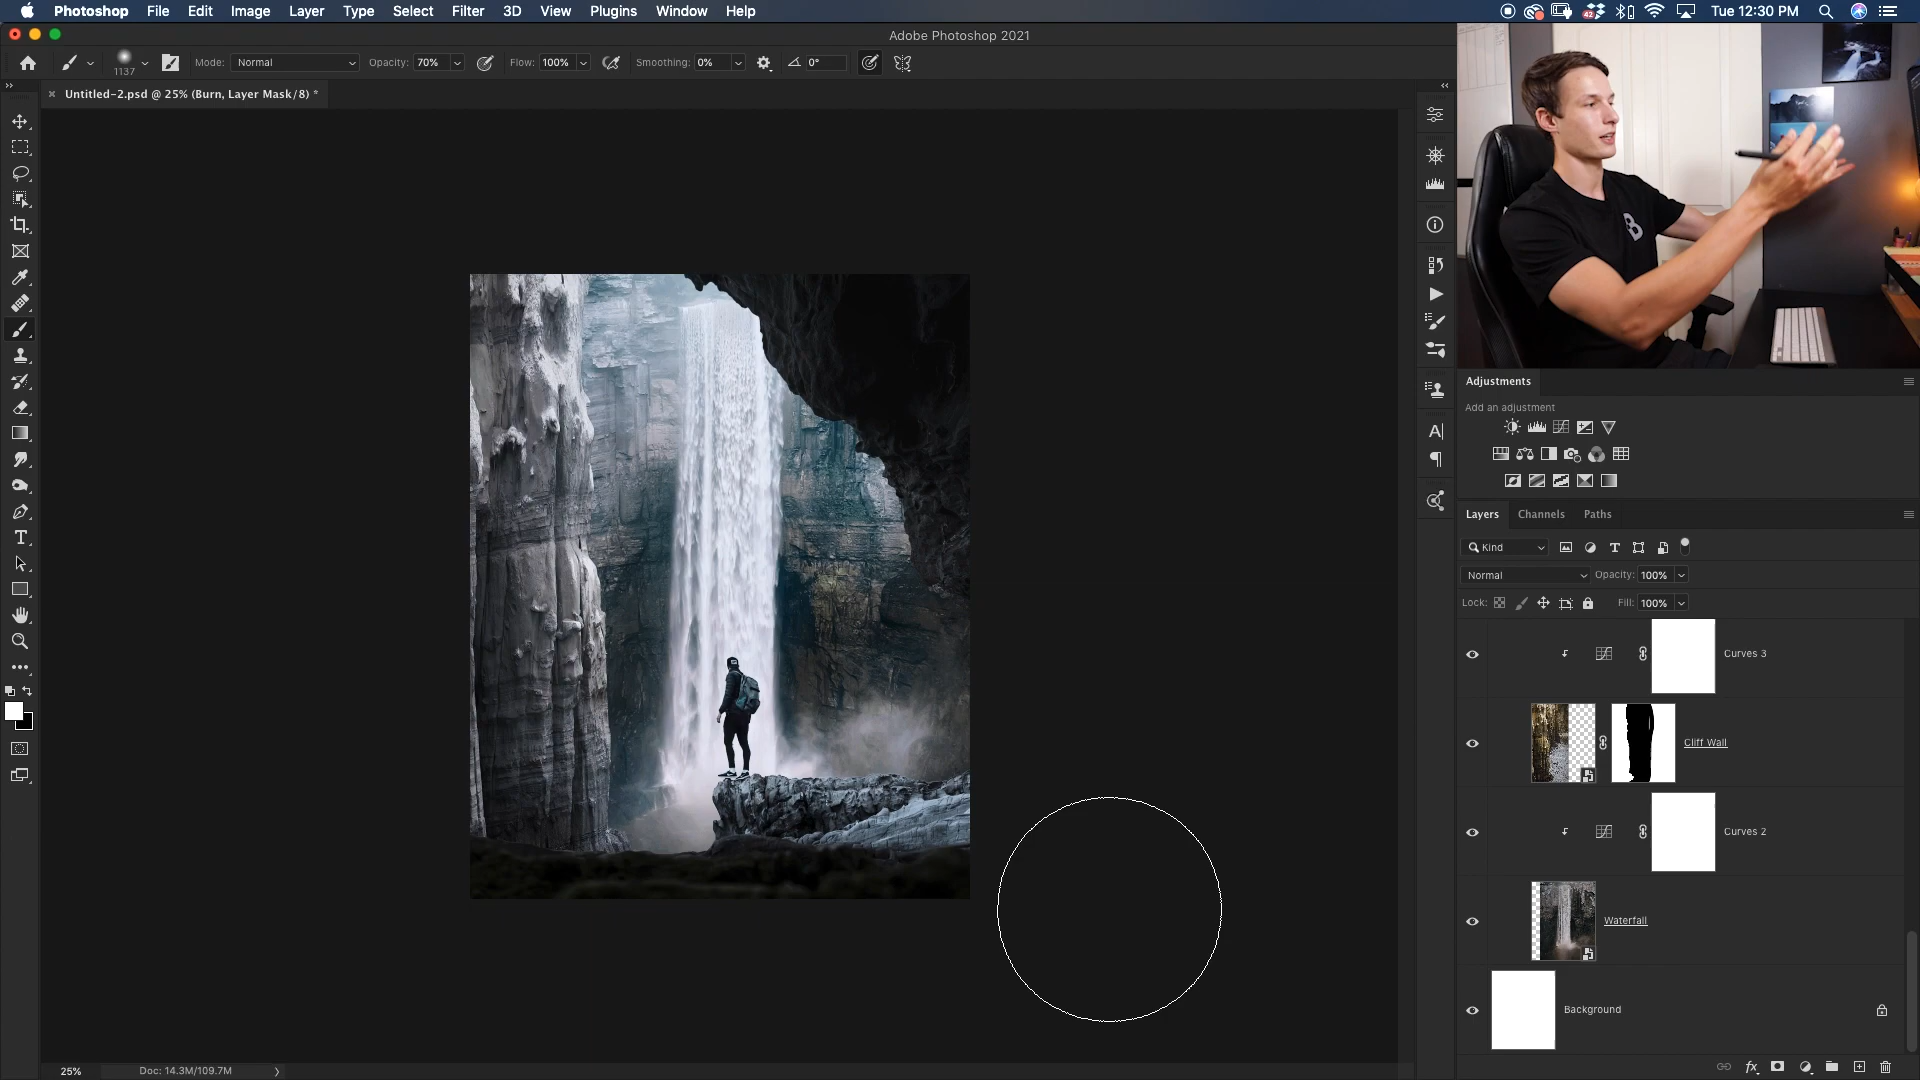 Photoshop File Edit Image Layer Type Select Filter 3D View Plugins Window Help 42 Tue 12:30 PM
Adobe Photoshop 2021
1137 Mode: Normal Opacity: 70% Flow: 100% Smoothing: 0% 0°
Untitled-2.psd @ 25% (Burn, Layer Mask/8) *
B
Adjustments
Add an adjustment
Layers Channels Paths
Kind
Normal Opacity: 100%
Lock: Fill: 100%
Curves 3
Cliff Wall
Curves 2
Waterfall
Background
25% Doc: 14.3M/109.7M